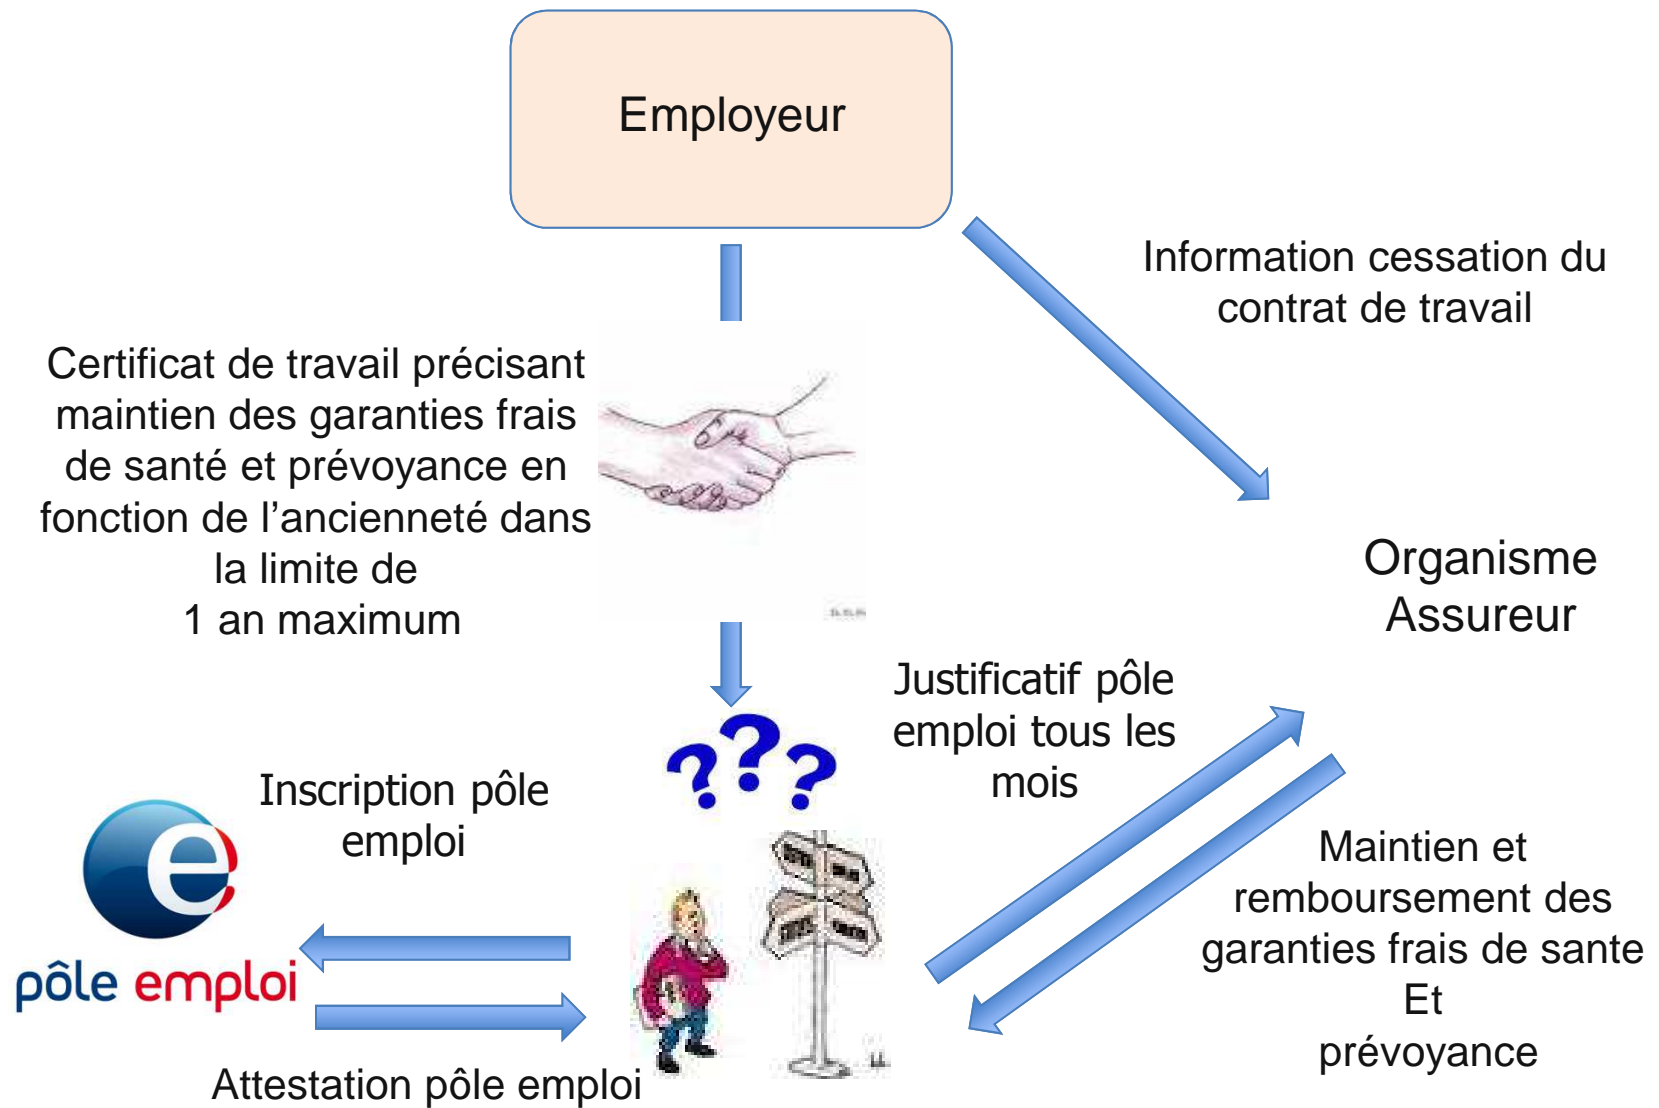 Employeur
Information cessation du
contrat de travail
Certificat de travail précisant
maintien des garanties frais
de santé et prévoyance en
fonction de l’ancienneté dans
la limite de
1 an maximum
Organisme
Assureur
Justificatif pôle
emploi tous les
mois
???
Inscription pôle
emploi
pôle emploi
Maintien et
remboursement des
garanties frais de sante
Et
prévoyance
Attestation pôle emploi